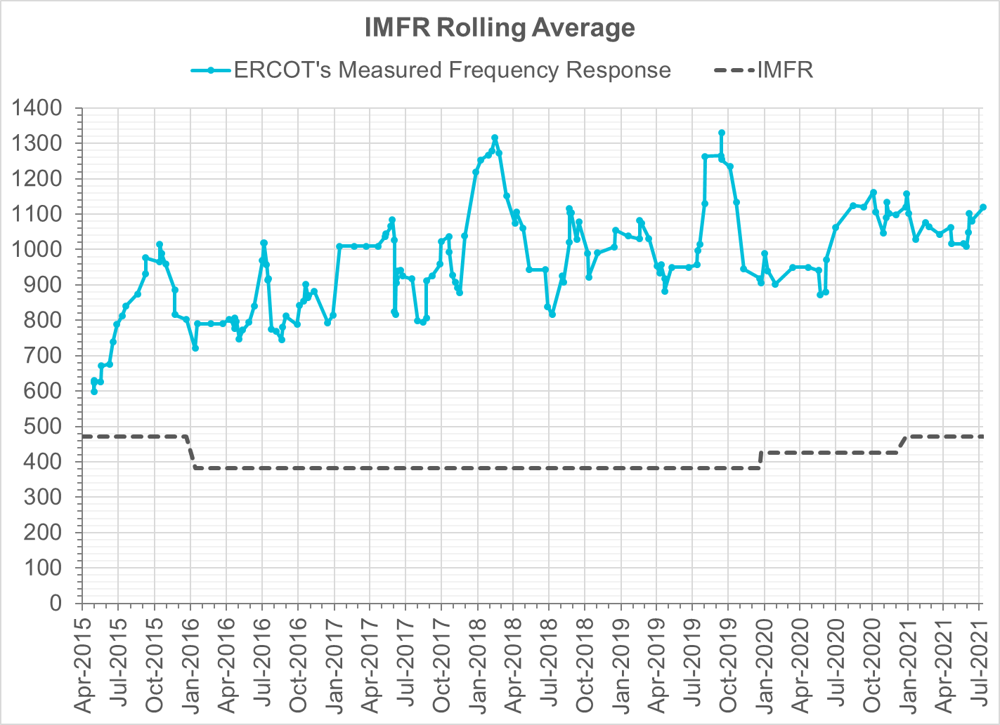 IMFR Rolling Average
ERCOT's Measured Frequency Response IMFR
1400
1300
1200
1100
1000
900
800
700
600
500
400
300
200
100
0
Apr-2015
Jul-2015
Oct-2015
Jan-2016
Apr-2016
Jul-2016
Oct-2016
Jan-2017
Apr-2017
Jul-2017
Oct-2017
Jan-2018
Apr-2018
Jul-2018
Oct-2018
Jan-2019
Apr-2019
Jul-2019
Oct-2019
Jan-2020
Apr-2020
Jul-2020
Oct-2020
Jan-2021
Apr-2021
Jul-2021